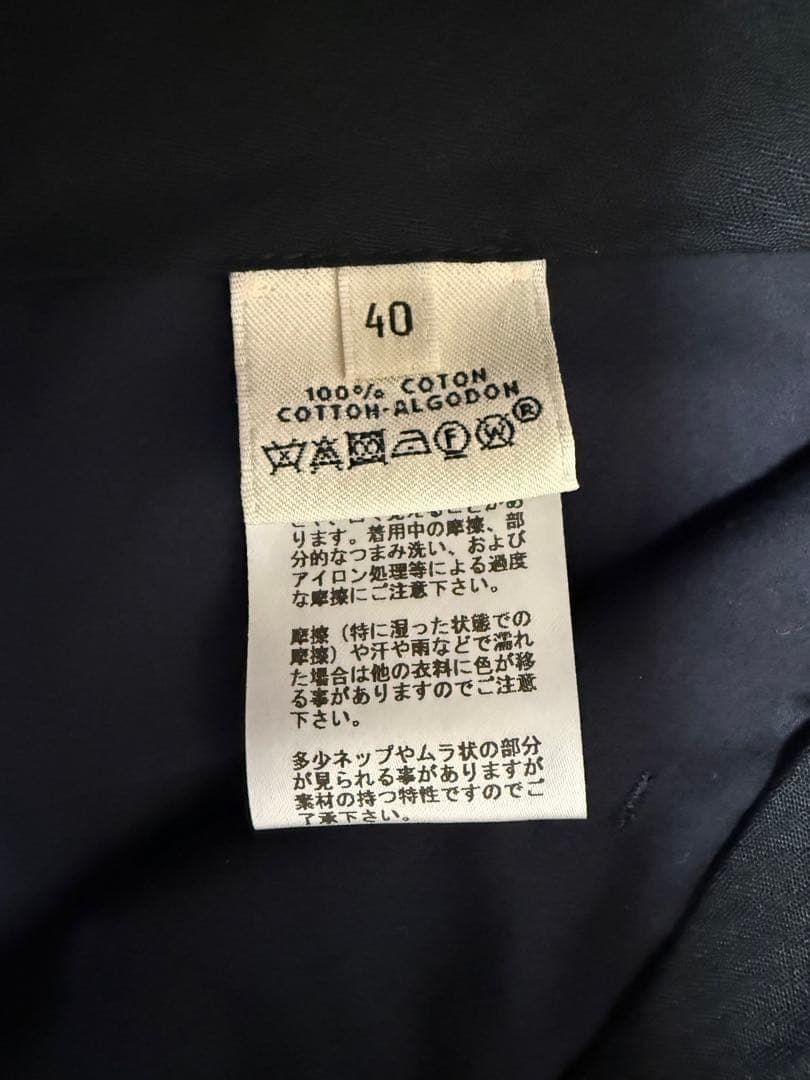 40
100% COTON
COTTON-ALGODON
F W ®
ります。着用中の摩擦、部
分的なつまみ洗い、および
アイロン処理等による過度
な摩擦にご注意下さい。
摩擦（特に湿った状態での
摩擦）や汗や雨などで濡れ
た場合は他の衣料に色が移
る事がありますのでご注意
下さい。
多少ネップやムラ状の部分
が見られる事がありますが
素材の持つ特性ですのでご
了承下さい。